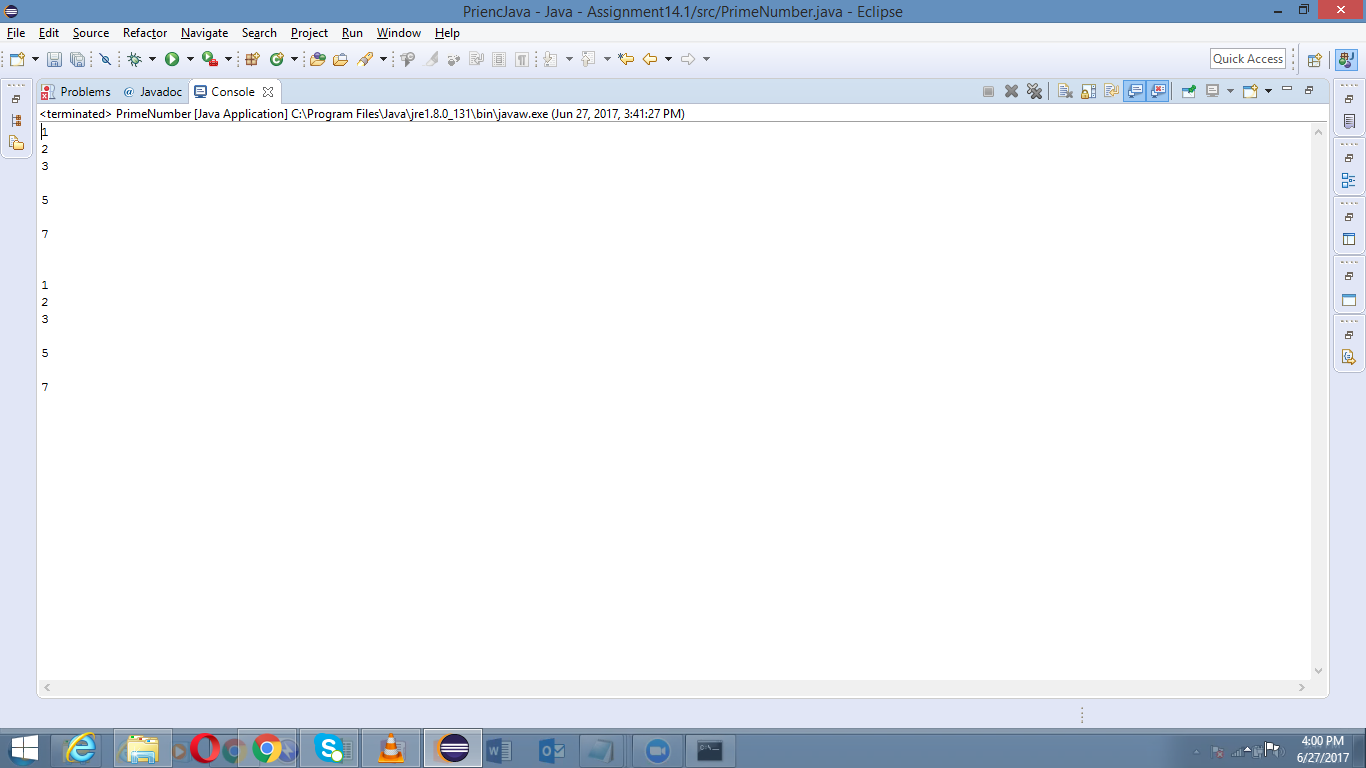 PriencJava - Java - Assignment14.1/src/PrimeNumber.java - Eclipse
File Edit Source Refactor Navigate Search Project Run Window Help
Quick Access
Problems @ Javadoc Console
<terminated> PrimeNumber [Java Application] C:\Program Files\Java\jre1.8.0_131\bin\javaw.exe (Jun 27, 2017, 3:41:27 PM)
1
2
3
5
7
1
2
3
5
7
4:00 PM
6/27/2017